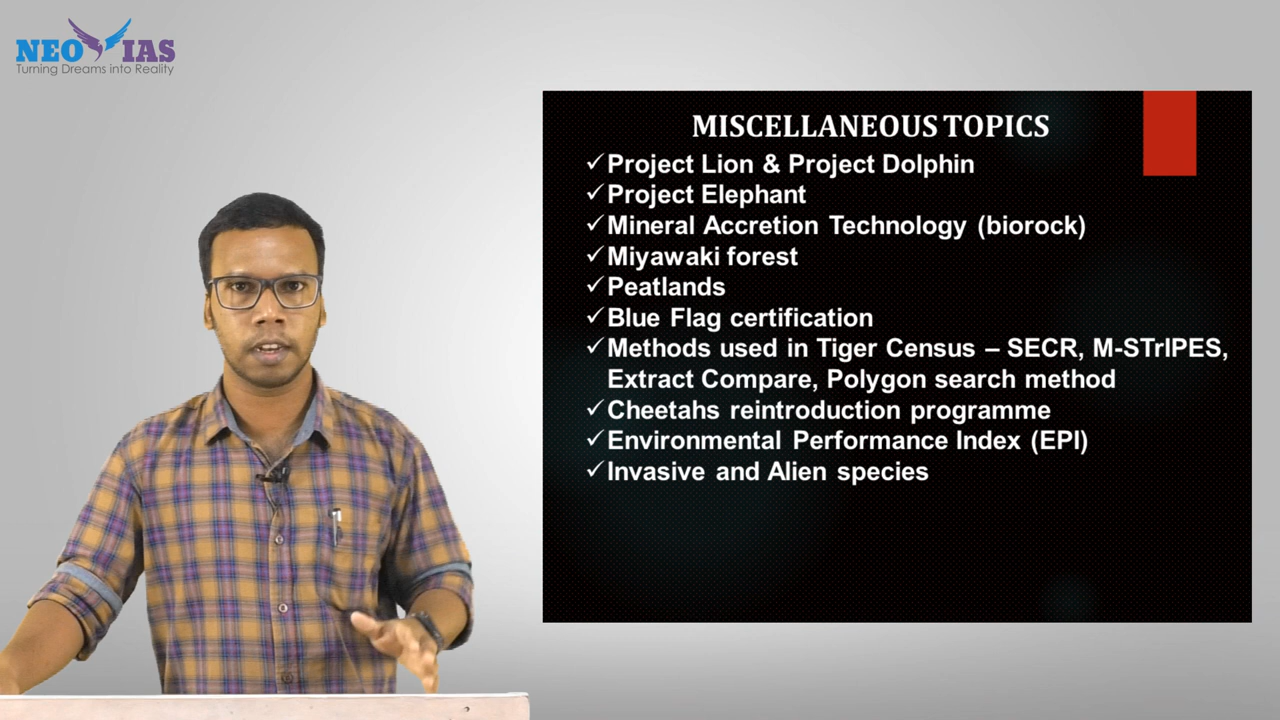 NEO IAS
Turning Dreams into Reality
MISCELLANEOUS TOPICS
✓Project Lion & Project Dolphin
✓Project Elephant
✓Mineral Accretion Technology (biorock)
✓Miyawaki forest
✓Peatlands
✓Blue Flag certification
✓Methods used in Tiger Census – SECR, M-STrIPES,
Extract Compare, Polygon search method
✓Cheetahs reintroduction programme
✓Environmental Performance Index (EPI)
✓Invasive and Alien species